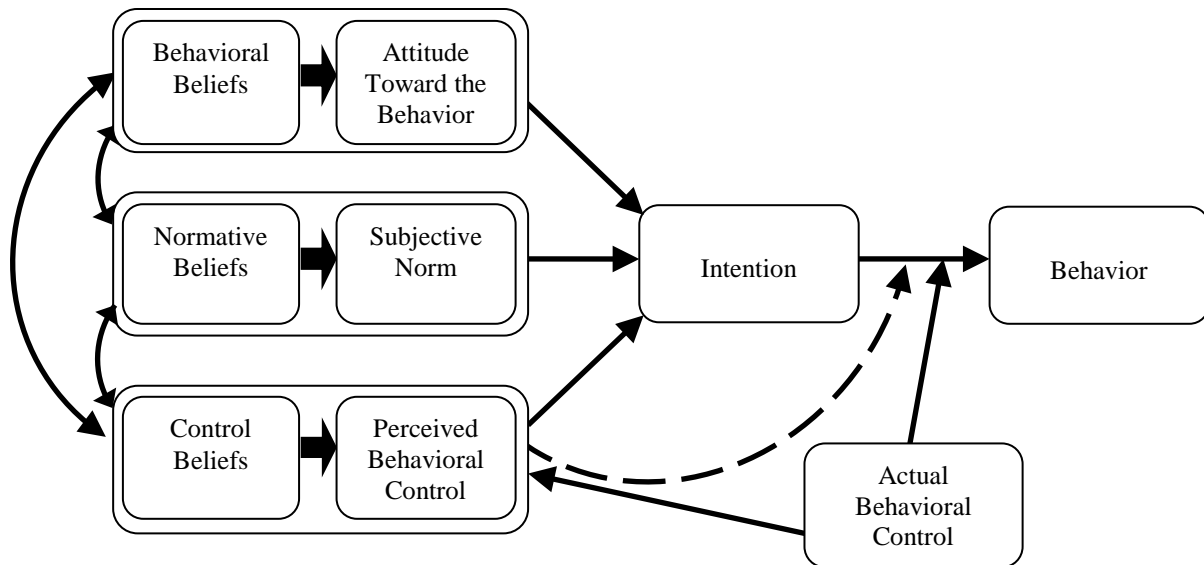 Behavioral
Beliefs
Attitude
Toward the
Behavior
Normative
Beliefs
Subjective
Norm
Intention
Behavior
Control
Beliefs
Perceived
Behavioral
Control
Actual
Behavioral
Control